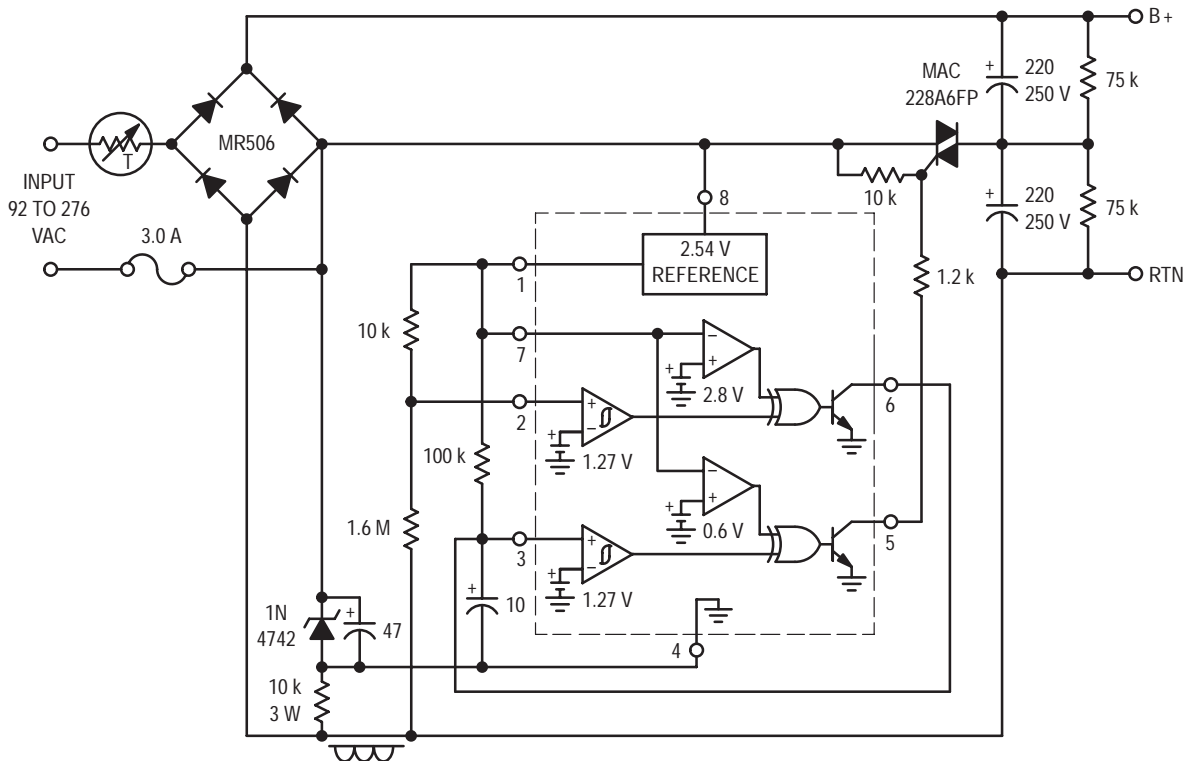 B+
220
250 V
75 k
MAC
228A6FP
MR506
T
INPUT
92 TO 276
VAC
3.0 A
10 k
8
220
250 V
75 k
2.54 V
REFERENCE
1
1.2 k
RTN
10 k
7
−
+
2.8 V
6
2
+
−
+
+
1.27 V
100 k
−
+
+
0.6 V
5
1.6 M
3
+
−
+
1.27 V
+
10
1N
4742
+
47
4
10 k
3 W
+
+